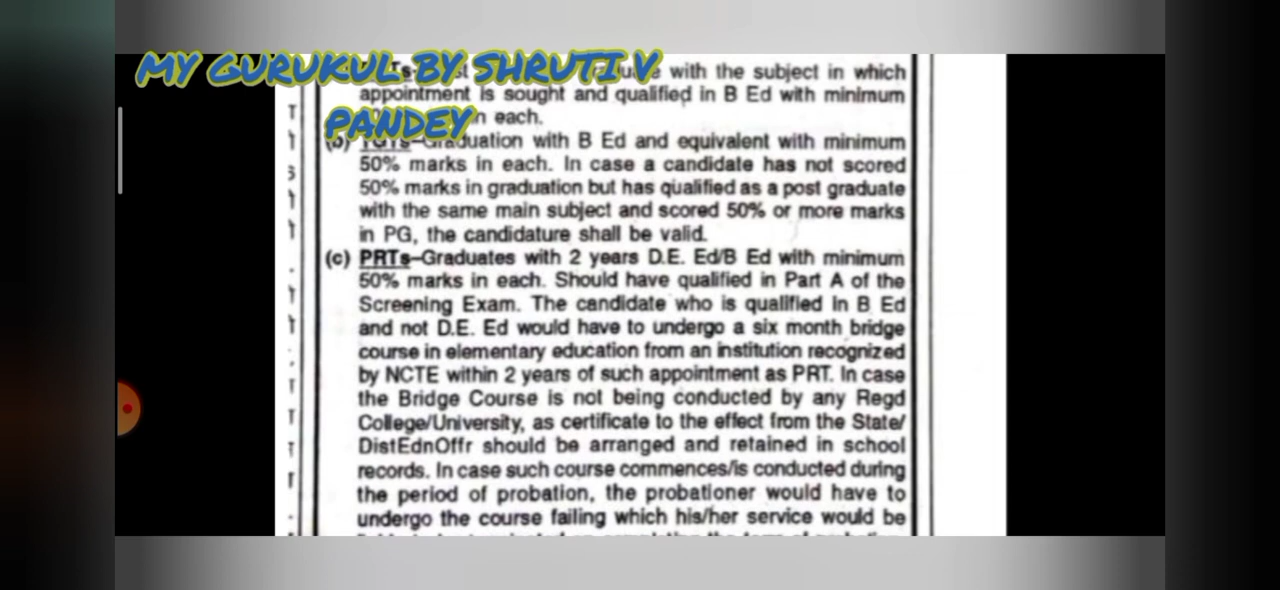 MY GURUKUL BY SHRUTI V
PANDEY
with the subject in which
appointment is sought and qualified in B Ed with minimum
each.
(b) TGTs–Graduation with B Ed and equivalent with minimum
50% marks in each. In case a candidate has not scored
50% marks in graduation but has qualified as a post graduate
with the same main subject and scored 50% or more marks
in PG, the candidature shall be valid.
(c) PRTs–Graduates with 2 years D.E. Ed/B Ed with minimum
50% marks in each. Should have qualified in Part A of the
Screening Exam. The candidate who is qualified in B Ed
and not D.E. Ed would have to undergo a six month bridge
course in elementary education from an institution recognized
by NCTE within 2 years of such appointment as PRT. In case
the Bridge Course is not being conducted by any Regd
College/University, as certificate to the effect from the State/
DistEdnOffr should be arranged and retained in school
records. In case such course commences/is conducted during
the period of probation, the probationer would have to
undergo the course failing which his/her service would be